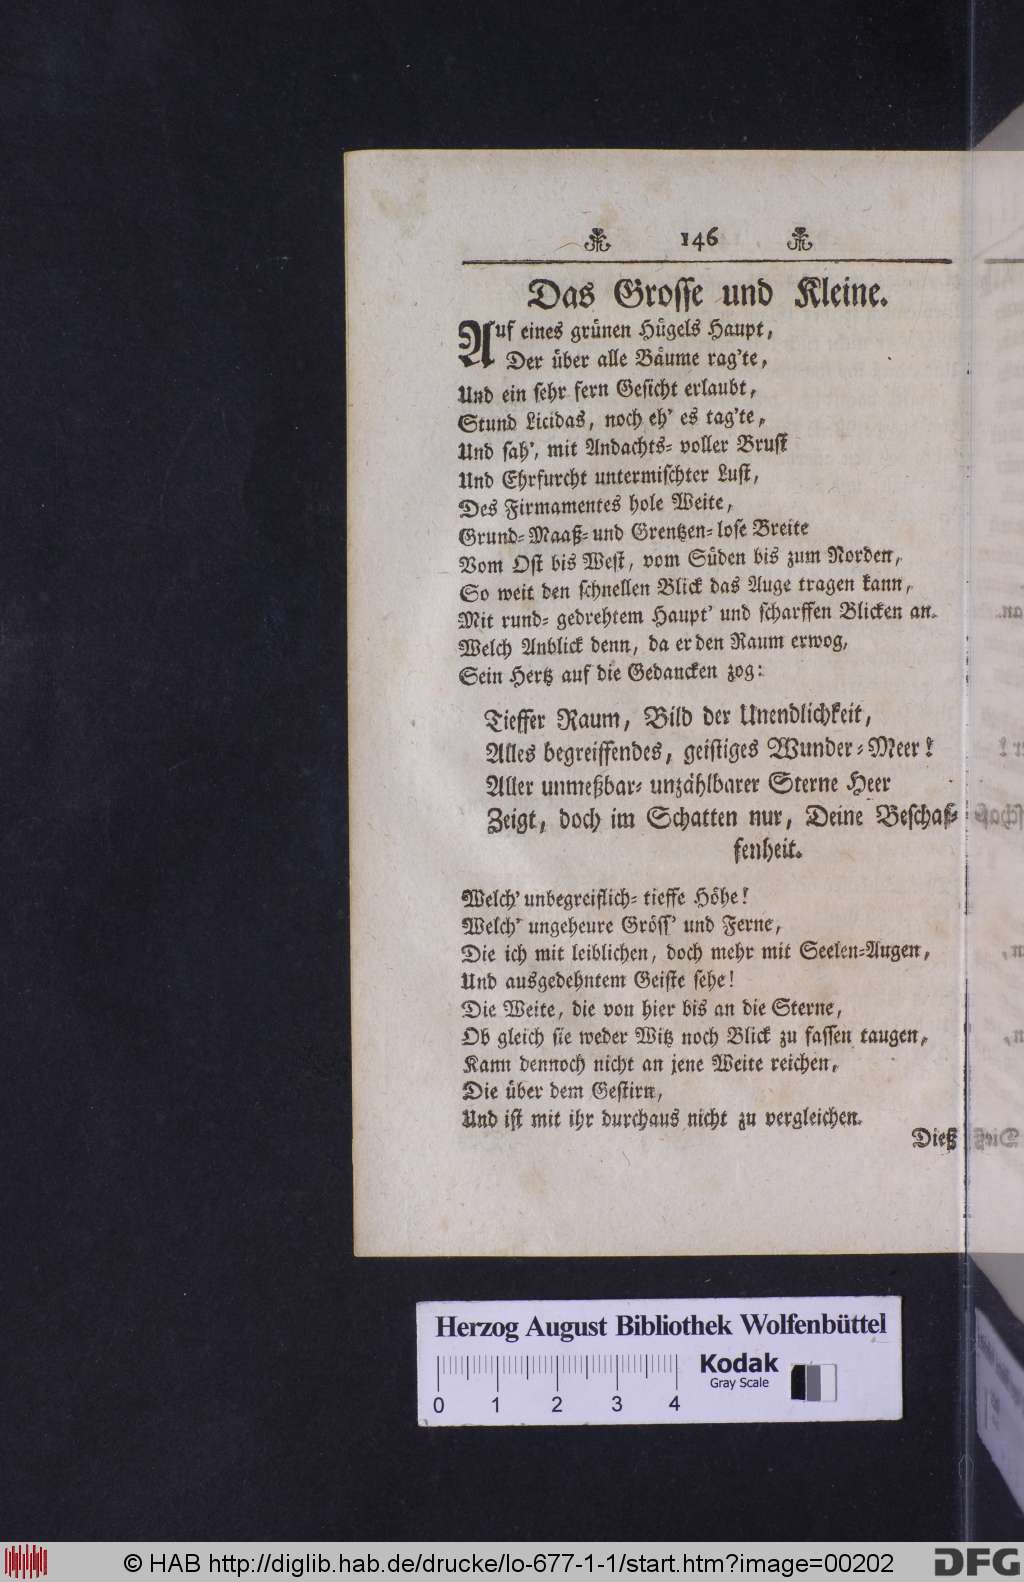 146
Das Grosse und Kleine.
Auf eines grünen Hügels Haupt,
Der über alle Bäume rag'te,
Und ein sehr fern Gesicht erlaubt,
Stund Licidas, noch eh' es tag'te,
Und sah', mit Andachts-voller Brust
Und Ehrfurcht untermischter Lust,
Des Firmamentes hole Weite,
Grund-Maaß-und Grentzen-lose Breite
Vom Ost bis West, vom Süden bis zum Norden,
So weit den schnellen Blick das Auge tragen kann,
Mit rund-gedrehtem Haupt' und scharffen Blicken an.
Welch Anblick denn, da er den Raum erwog,
Sein Hertz auf die Gedancken zog:
Tieffer Raum, Bild der Unendlichkeit,
Alles begreiffendes, geistiges Wunder-Meer!
Aller unmeßbar-unzählbarer Sterne Heer
Zeigt, doch im Schatten nur, Deine Beschaf-
fenheit.
Welch' unbegreiflich-tieffe Höhe!
Welch' ungeheure Gröss' und Ferne,
Die ich mit leiblichen, doch mehr mit Seelen-Augen,
Und ausgedehntem Geiste sehe!
Die Weite, die von hier bis an die Sterne,
Ob gleich sie weder Witz noch Blick zu fassen taugen,
Kann dennoch nicht an jene Weite reichen,
Die über dem Gestirn,
Und ist mit ihr durchaus nicht zu vergleichen.
Dieß
Herzog August Bibliothek Wolfenbüttel
Kodak
Gray Scale
0 1 2 3 4
© HAB http://diglib.hab.de/drucke/lo-677-1-1/start.htm?image=00202
DFG